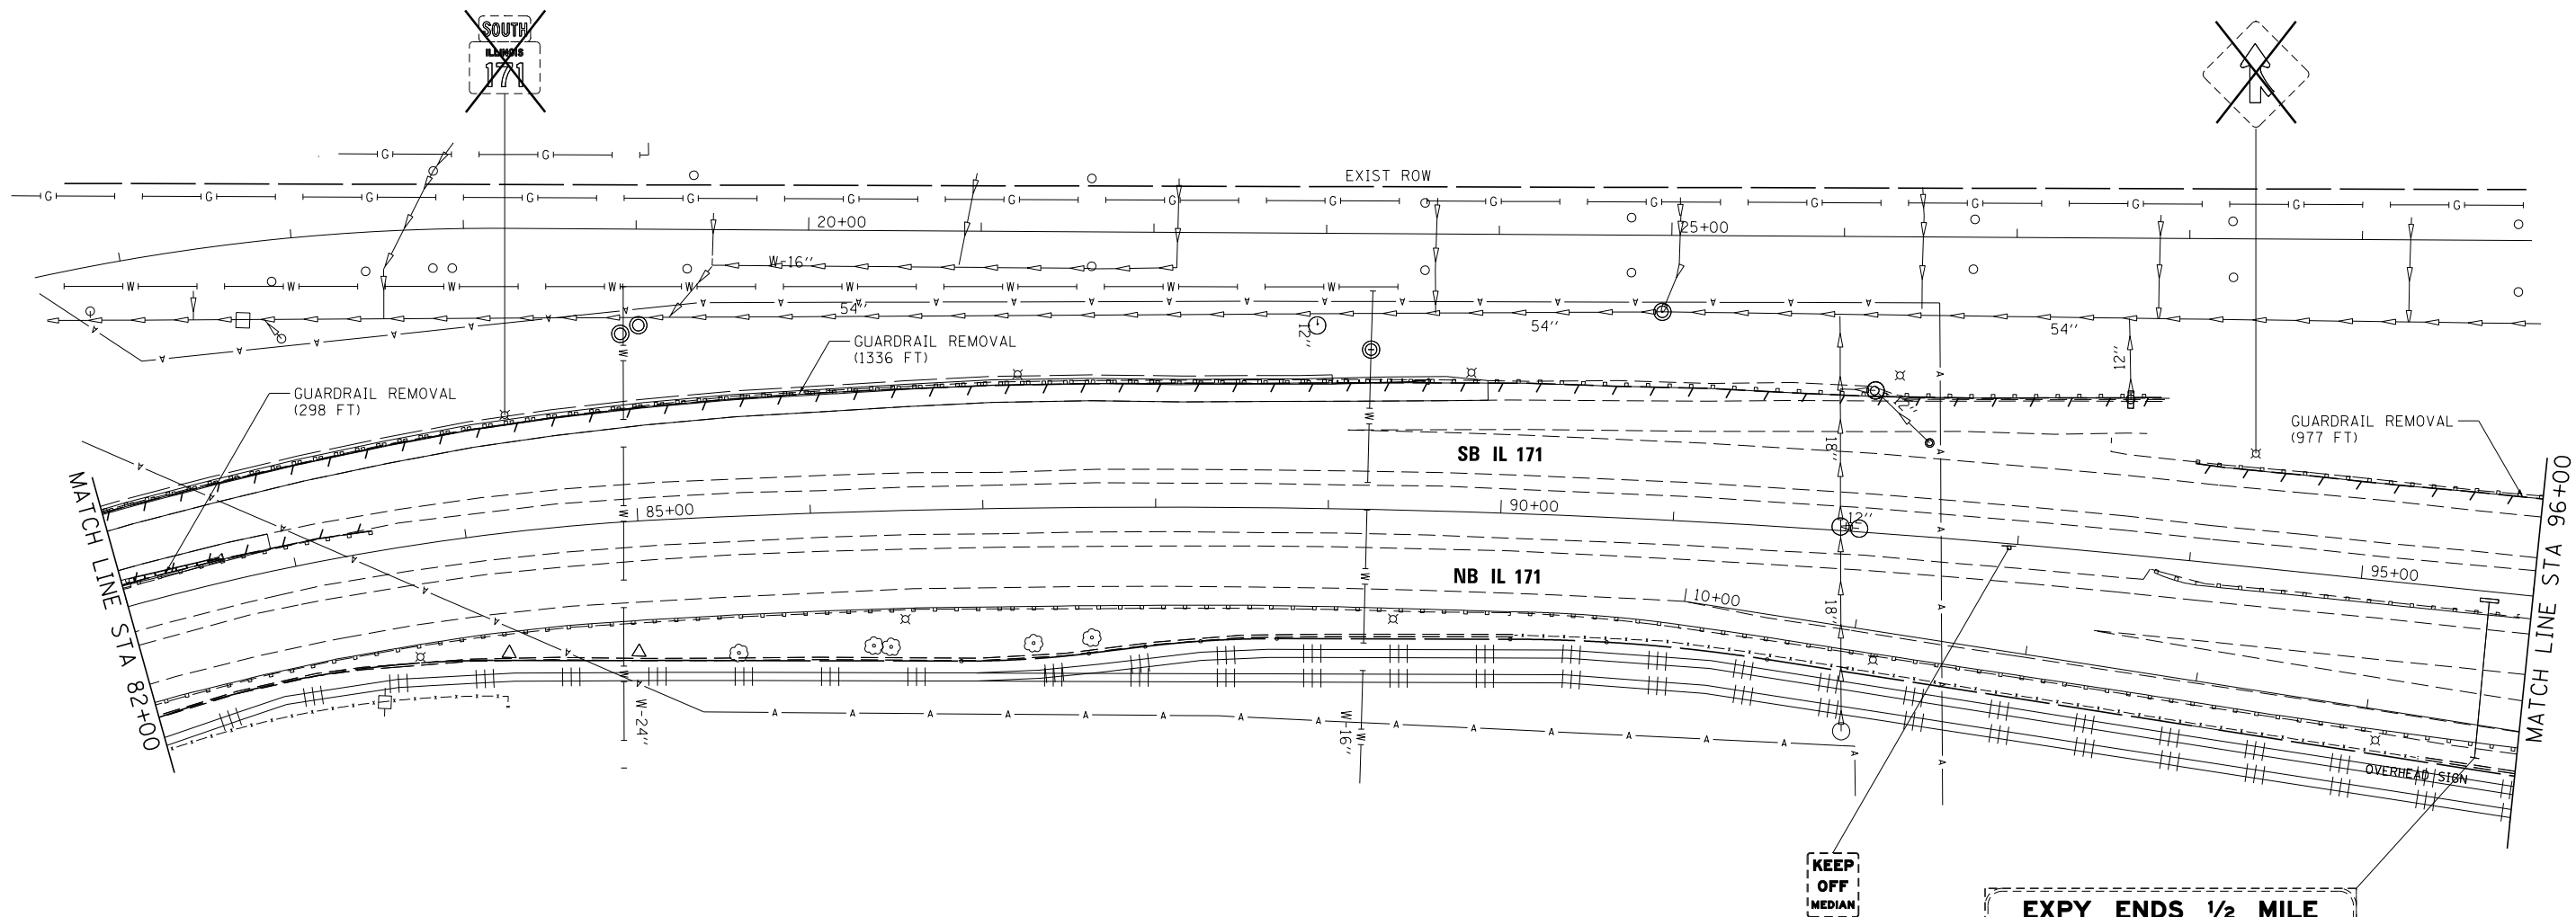 SOUTH
ILLINOIS
171
G G
EXIST ROW
G G G G G G G G G G G G G G G G
20+00
25+00
W-16"
W W W W W W W W W
A A A A A A A A A A A A A A A A
54"
54"
54"
12"
12"
GUARDRAIL REMOVAL
(1336 FT)
GUARDRAIL REMOVAL
(298 FT)
GUARDRAIL REMOVAL
(977 FT)
12"
18"
SB IL 171
MATCH LINE STA 82+00
MATCH LINE STA 96+00
85+00
90+00
12"
95+00
NB IL 171
10+00
18"
W-24"
W-16"
A A A A A A A A A A A A A A
OVERHEAD SIGN
KEEP
OFF
MEDIAN
EXPY ENDS 1/2 MILE